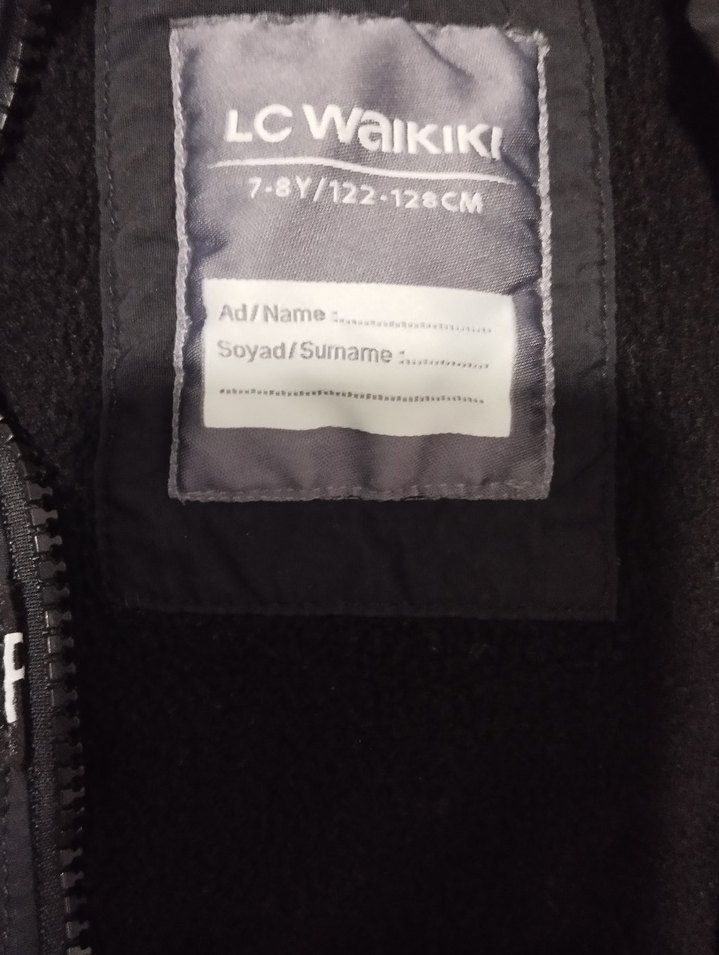 LC WAIKIKI
7-8Y/122-128CM
Ad/Name :
Soyad/Surname :